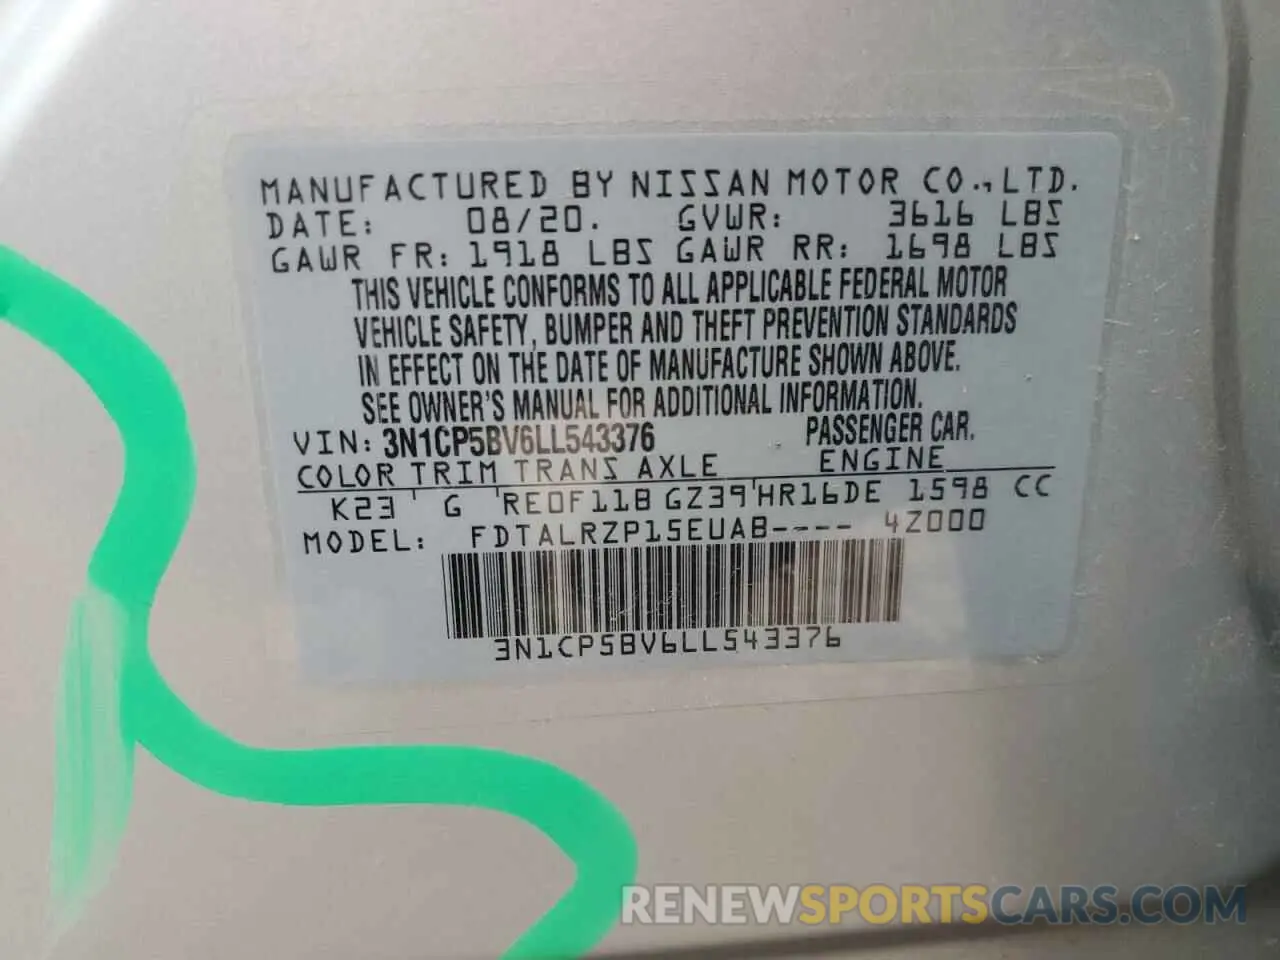 MANUFACTURED BY NISSAN MOTOR CO.,LTD.
DATE: 08/20. GVWR: 3616 LBS
GAWR FR: 1918 LBS GAWR RR: 1698 LBS
THIS VEHICLE CONFORMS TO ALL APPLICABLE FEDERAL MOTOR
VEHICLE SAFETY, BUMPER AND THEFT PREVENTION STANDARDS
IN EFFECT ON THE DATE OF MANUFACTURE SHOWN ABOVE.
SEE OWNER'S MANUAL FOR ADDITIONAL INFORMATION.
VIN: 3N1CP5BV6LL543376 PASSENGER CAR.
COLOR TRIM TRANS AXLE ENGINE
K23 G RE0F11B GZ39 HR16DE 1598 CC
MODEL: FDTALRZP15EUAB---- 4Z000
3N1CP5BV6LL543376
RENEWSPORTSCARS.COM